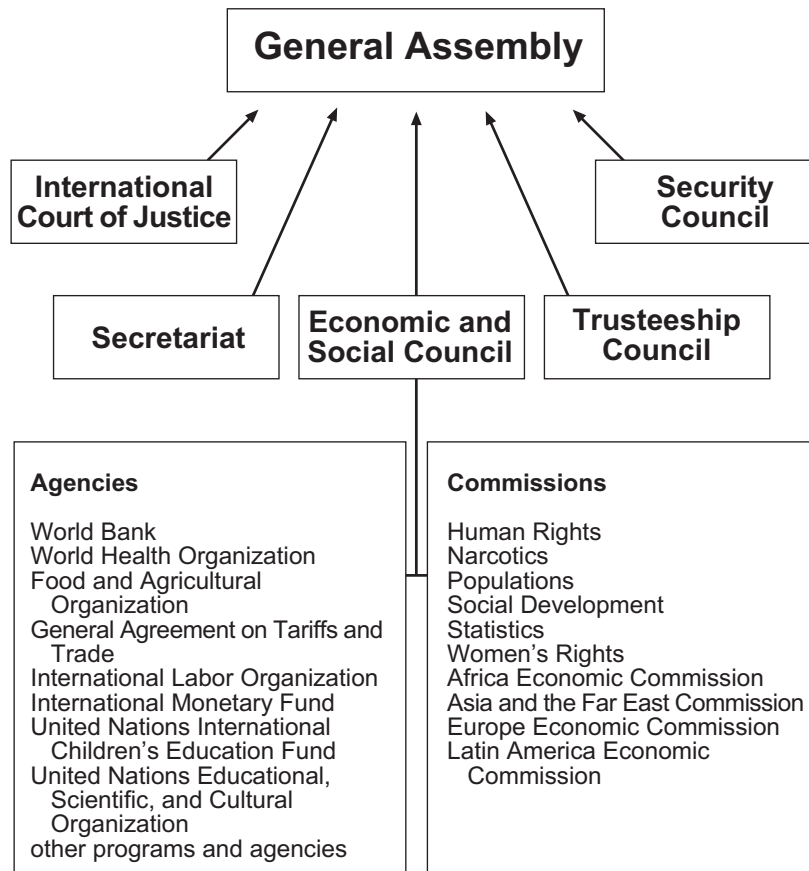 General Assembly
International
Court of Justice
Security
Council
Secretariat
Economic and
Social Council
Trusteeship
Council
Agencies
World Bank
World Health Organization
Food and Agricultural
Organization
General Agreement on Tariffs and
Trade
International Labor Organization
International Monetary Fund
United Nations International
Children's Education Fund
United Nations Educational,
Scientific, and Cultural
Organization
other programs and agencies
Commissions
Human Rights
Narcotics
Populations
Social Development
Statistics
Women's Rights
Africa Economic Commission
Asia and the Far East Commission
Europe Economic Commission
Latin America Economic
Commission